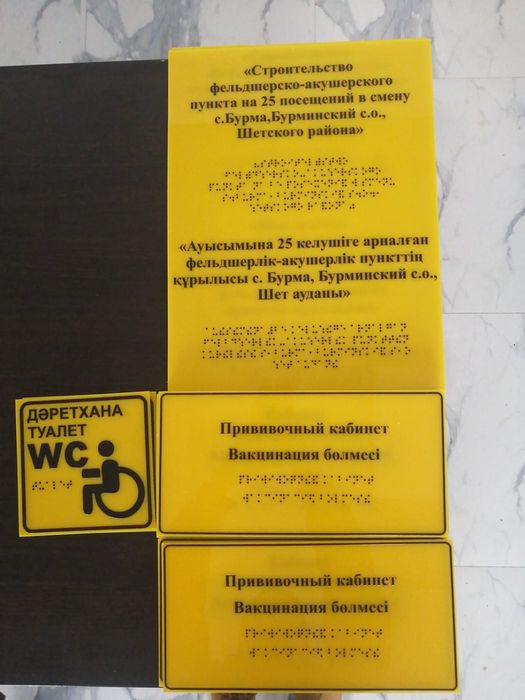 «Строительство
фельдшерско-акушерского
пункта на 25 посещений в смену
с.Бурма,Бурминский с.о.,
Шетского района»
«Ауысымына 25 келушіге арналған
фельдшерлік-акушерлік пункттің
құрылысы с. Бурма, Бурминский с.о.,
Шет ауданы»
ДӘРЕТХАНА
ТУАЛЕТ
WC
Прививочный кабинет
Вакцинация бөлмесі
Прививочный кабинет
Вакцинация бөлмесі